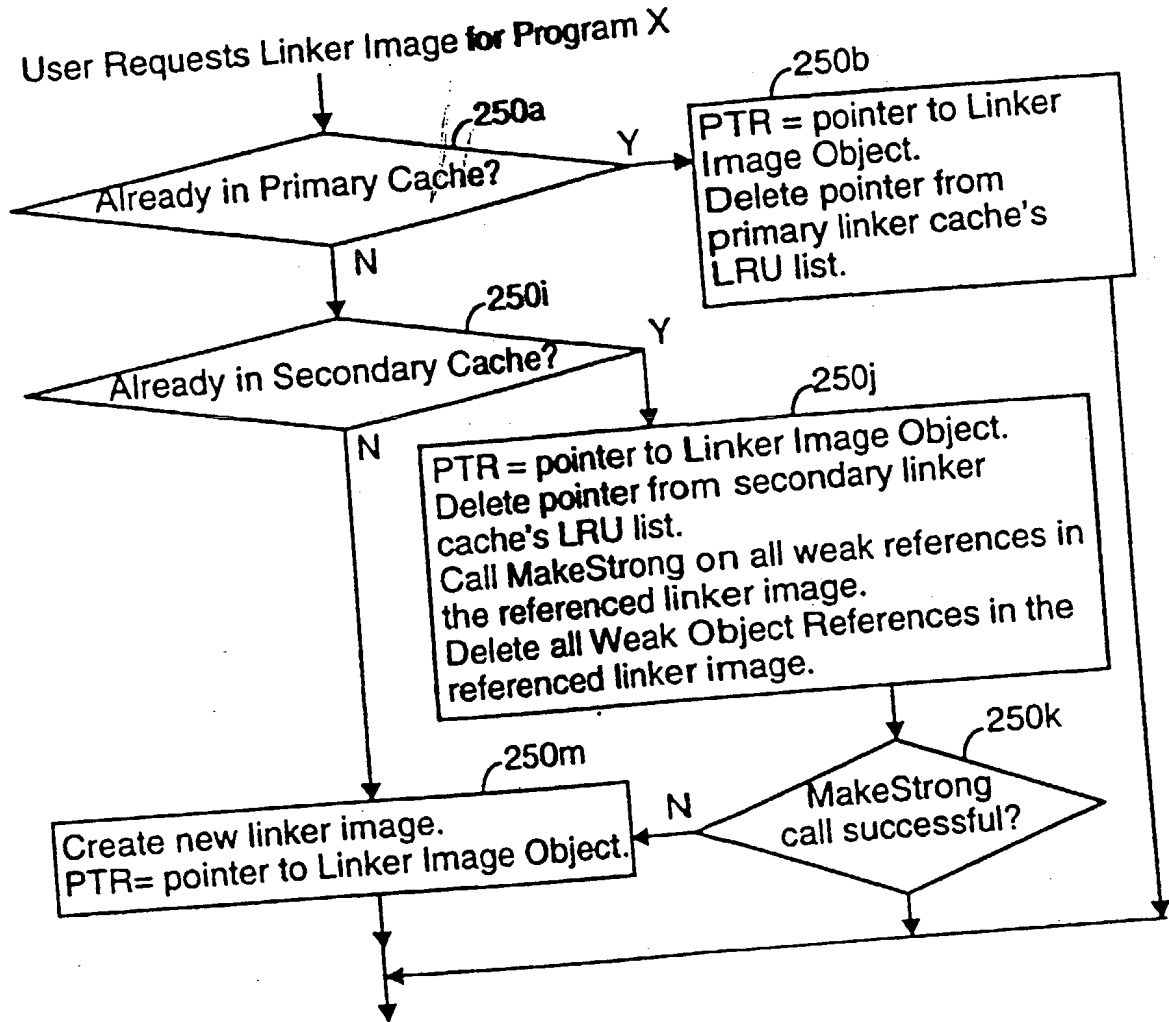 User Requests Linker Image for Program X
250a
Already in Primary Cache?
Y
N
250b
PTR = pointer to Linker
Image Object.
Delete pointer from
primary linker cache's
LRU list.
250i
Already in Secondary Cache?
Y
N
250j
PTR = pointer to Linker Image Object.
Delete pointer from secondary linker
cache's LRU list.
Call MakeStrong on all weak references in
the referenced linker image.
Delete all Weak Object References in the
referenced linker image.
250k
MakeStrong
call successful?
N
250m
Create new linker image.
PTR= pointer to Linker Image Object.